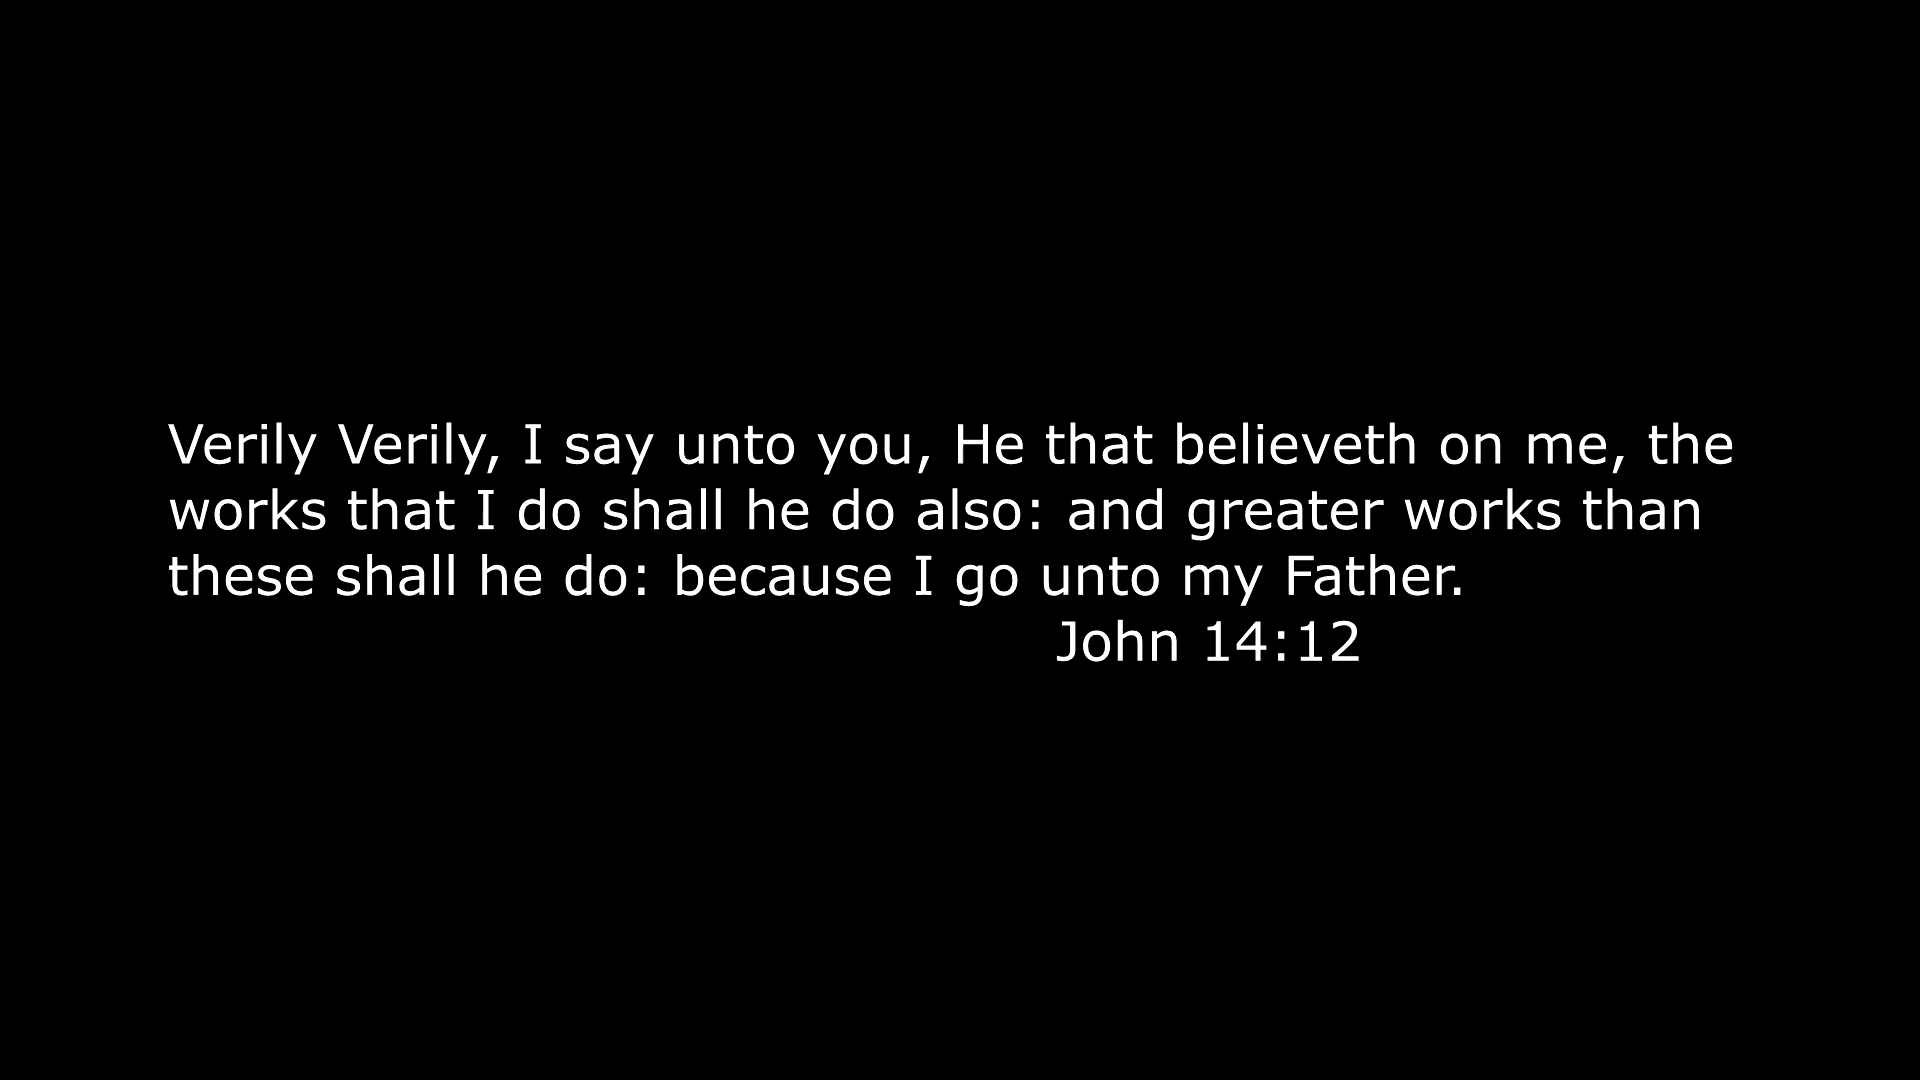 Verily Verily, I say unto you, He that believeth on me, the
works that I do shall he do also: and greater works than
these shall he do: because I go unto my Father.
John 14:12